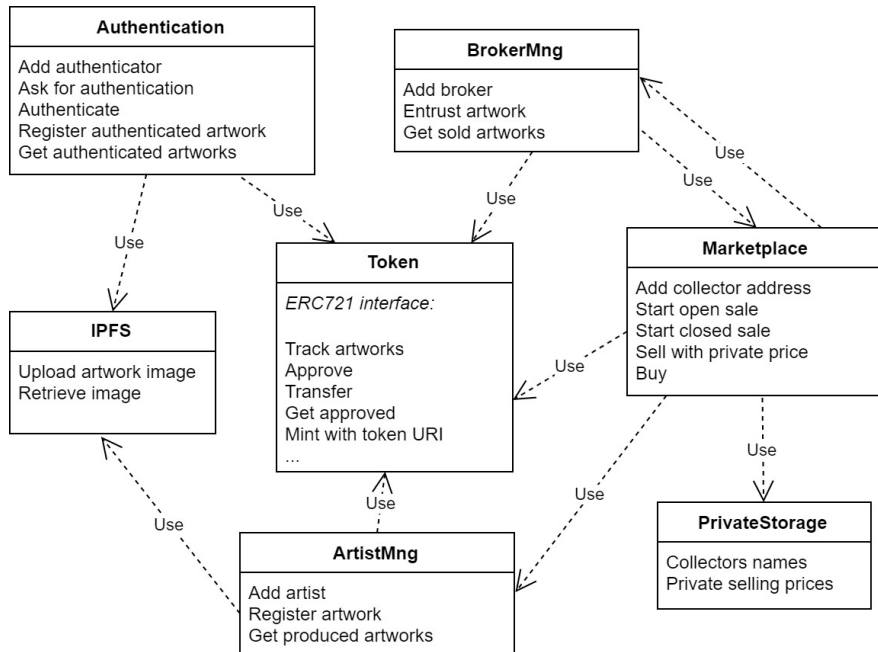 Authentication
Add authenticator
Ask for authentication
Authenticate
Register authenticated artwork
Get authenticated artworks
BrokerMng
Add broker
Entrust artwork
Get sold artworks
Use
Use
Use
Use
Use
Marketplace
Add collector address
Start open sale
Start closed sale
Sell with private price
Buy
Token
ERC721 interface:
Track artworks
Approve
Transfer
Get approved
Mint with token URI
...
IPFS
Upload artwork image
Retrieve image
Use
Use
Use
Use
Use
PrivateStorage
Collectors names
Private selling prices
ArtistMng
Add artist
Register artwork
Get produced artworks